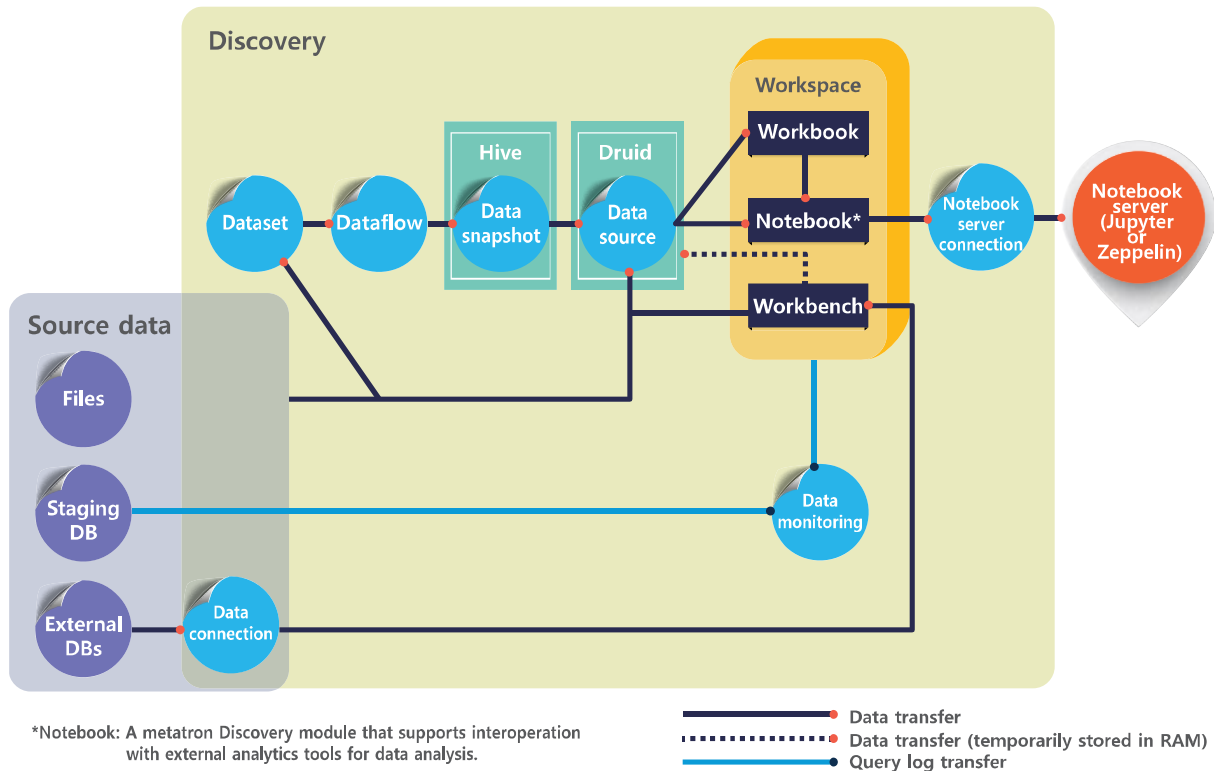 Discovery
Workspace
Workbook
Hive
Druid
Dataset
Dataflow
Data
snapshot
Data
source
Notebook*
Notebook
server
connection
Notebook
server
(Jupyter
or
Zeppelin)
Workbench
Source data
Files
Staging
DB
Data
monitoring
External
DBs
Data
connection
*Notebook: A metatron Discovery module that supports interoperation
with external analytics tools for data analysis.
Data transfer
Data transfer (temporarily stored in RAM)
Query log transfer